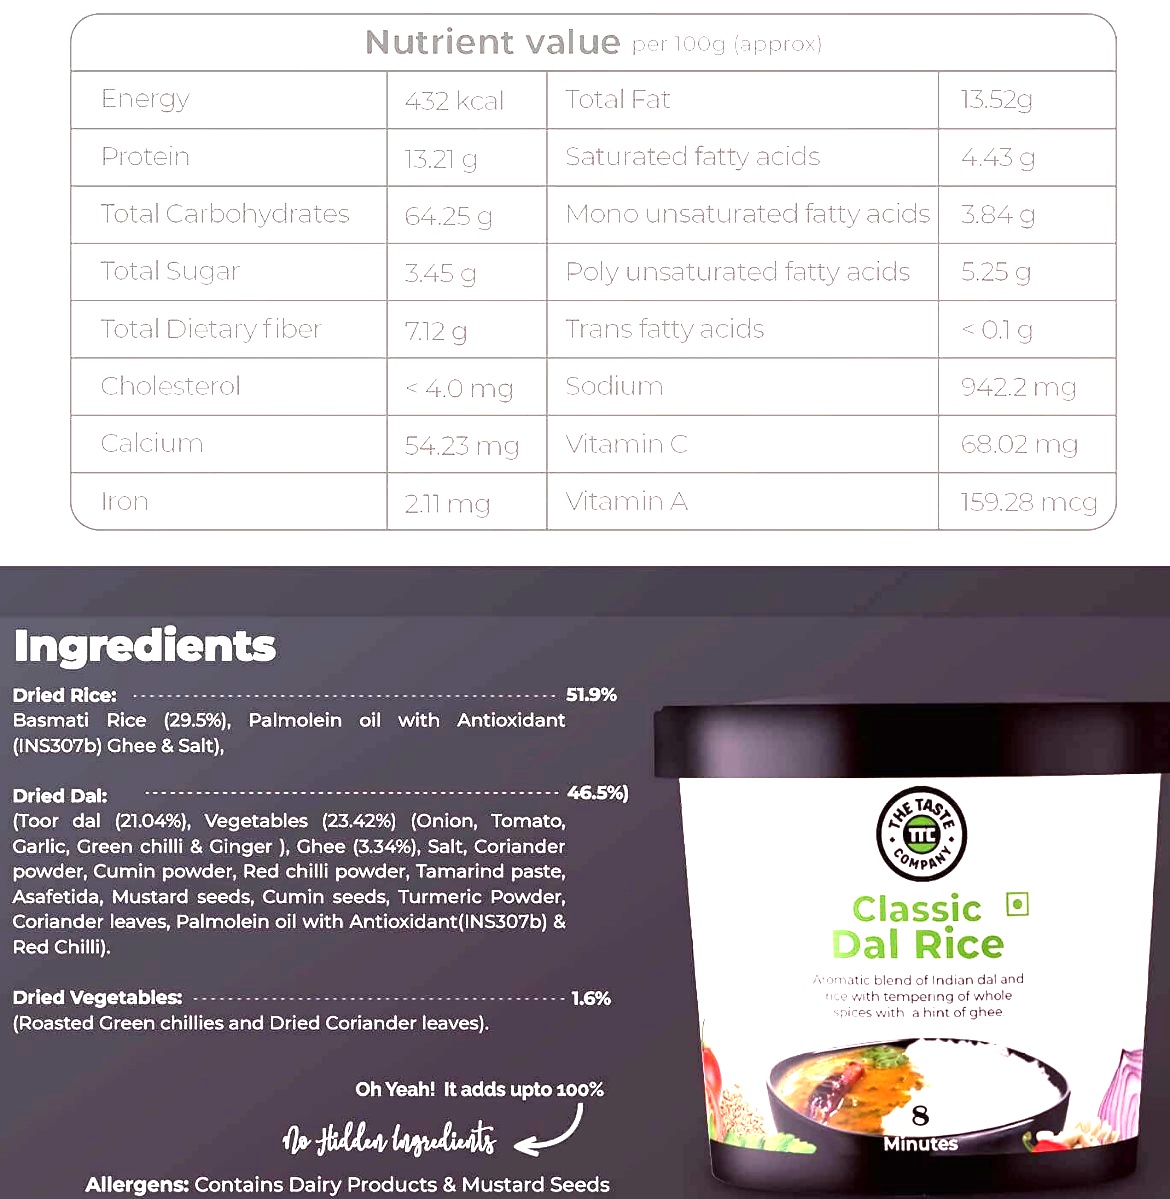 Nutrient value per 100g (approx)
Energy 432 kcal Total Fat 13.52g
Protein 13.21 g Saturated fatty acids 4.43 g
Total Carbohydrates 64.25 g Mono unsaturated fatty acids 3.84 g
Total Sugar 3.45 g Poly unsaturated fatty acids 5.25 g
Total Dietary fiber 7.12 g Trans fatty acids < 0.1 g
Cholesterol < 4.0 mg Sodium 942.2 mg
Calcium 54.23 mg Vitamin C 68.02 mg
Iron 2.11 mg Vitamin A 159.28 mcg
Ingredients
Dried Rice: 51.9%
Basmati Rice (29.5%), Palmolein oil with Antioxidant
(INS307b) Ghee & Salt),
Dried Dal: 46.5%)
(Toor dal (21.04%), Vegetables (23.42%) (Onion, Tomato,
Garlic, Green chilli & Ginger ), Ghee (3.34%), Salt, Coriander
powder, Cumin powder, Red chilli powder, Tamarind paste,
Asafetida, Mustard seeds, Cumin seeds, Turmeric Powder,
Coriander leaves, Palmolein oil with Antioxidant(INS307b) &
Red Chilli).
Dried Vegetables: 1.6%
(Roasted Green chillies and Dried Coriander leaves).
Oh Yeah! It adds upto 100%
No Hidden Ingredients
Allergens: Contains Dairy Products & Mustard Seeds
THE TASTE
TTC
COMPANY
Classic
Dal Rice
Aromatic blend of Indian dal and
rice with tempering of whole
spices with a hint of ghee
8
Minutes